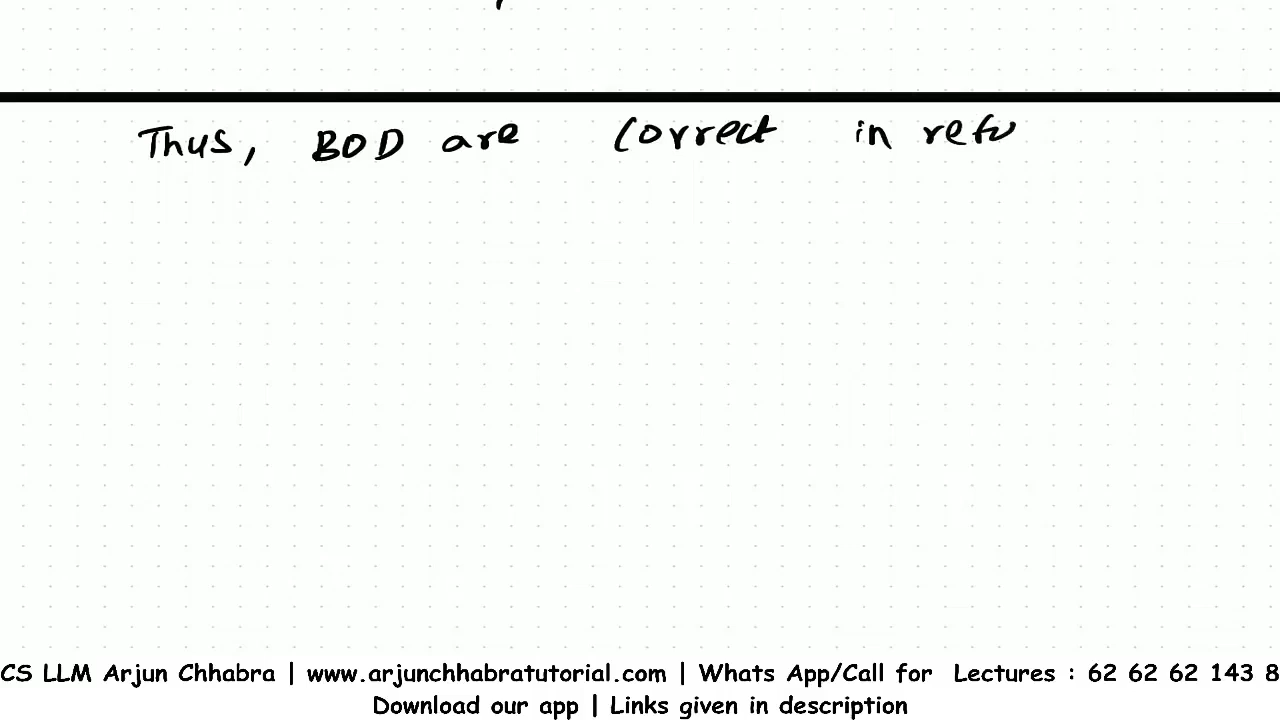 Thus, BOD are correct in refu
CS LLM Arjun Chhabra | www.arjunchhabratutorial.com | Whats App/Call for Lectures : 62 62 62 143 8
Download our app | Links given in description